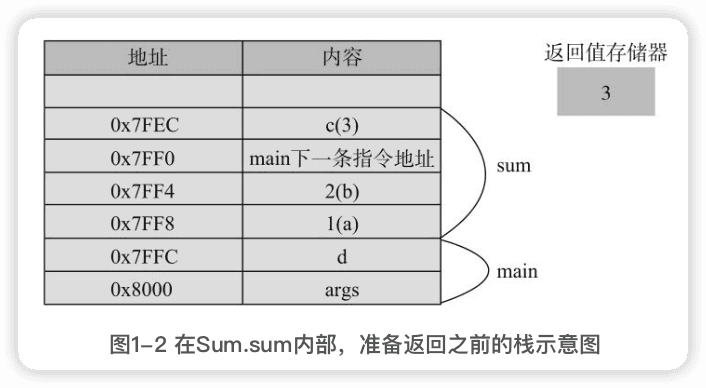 地址 内容
返回值存储器
3
0x7FEC c(3)
0x7FF0 main下一条指令地址
0x7FF4 2(b)
sum
0x7FF8 1(a)
0x7FFC d
main
0x8000 args
图1-2 在Sum.sum内部，准备返回之前的栈示意图